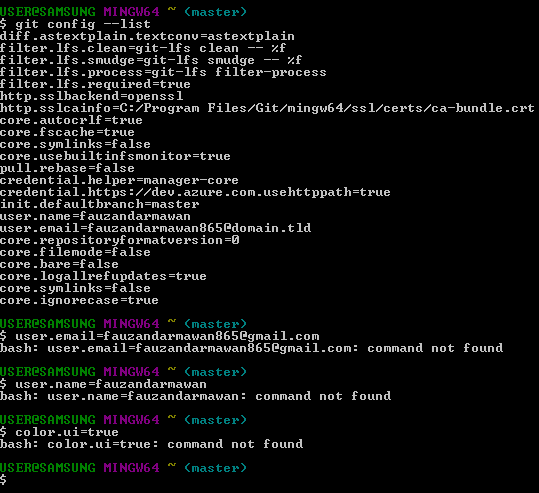 USER@SAMSUNG MINGW64 ~ (master)
$ git config --list
diff.astextplain.textconv=astextplain
filter.lfs.clean=git-lfs clean -- %f
filter.lfs.smudge=git-lfs smudge -- %f
filter.lfs.process=git-lfs filter-process
filter.lfs.required=true
http.sslbackend=openssl
http.sslcainfo=C:/Program Files/Git/mingw64/ssl/certs/ca-bundle.crt
core.autocrlf=true
core.fscache=true
core.symlinks=false
core.usebuiltinfsmonitor=true
pull.rebase=false
credential.helper=manager-core
credential.https://dev.azure.com.usehttppath=true
init.defaultbranch=master
user.name=fauzandarmawan
user.email=fauzandarmawan865@domain.tld
core.repositoryformatversion=0
core.filemode=false
core.bare=false
core.logallrefupdates=true
core.symlinks=false
core.ignorecase=true
USER@SAMSUNG MINGW64 ~ (master)
$ user.email=fauzandarmawan865@gmail.com
bash: user.email=fauzandarmawan865@gmail.com: command not found
USER@SAMSUNG MINGW64 ~ (master)
$ user.name=fauzandarmawan
bash: user.name=fauzandarmawan: command not found
USER@SAMSUNG MINGW64 ~ (master)
$ color.ui=true
bash: color.ui=true: command not found
USER@SAMSUNG MINGW64 ~ (master)
$